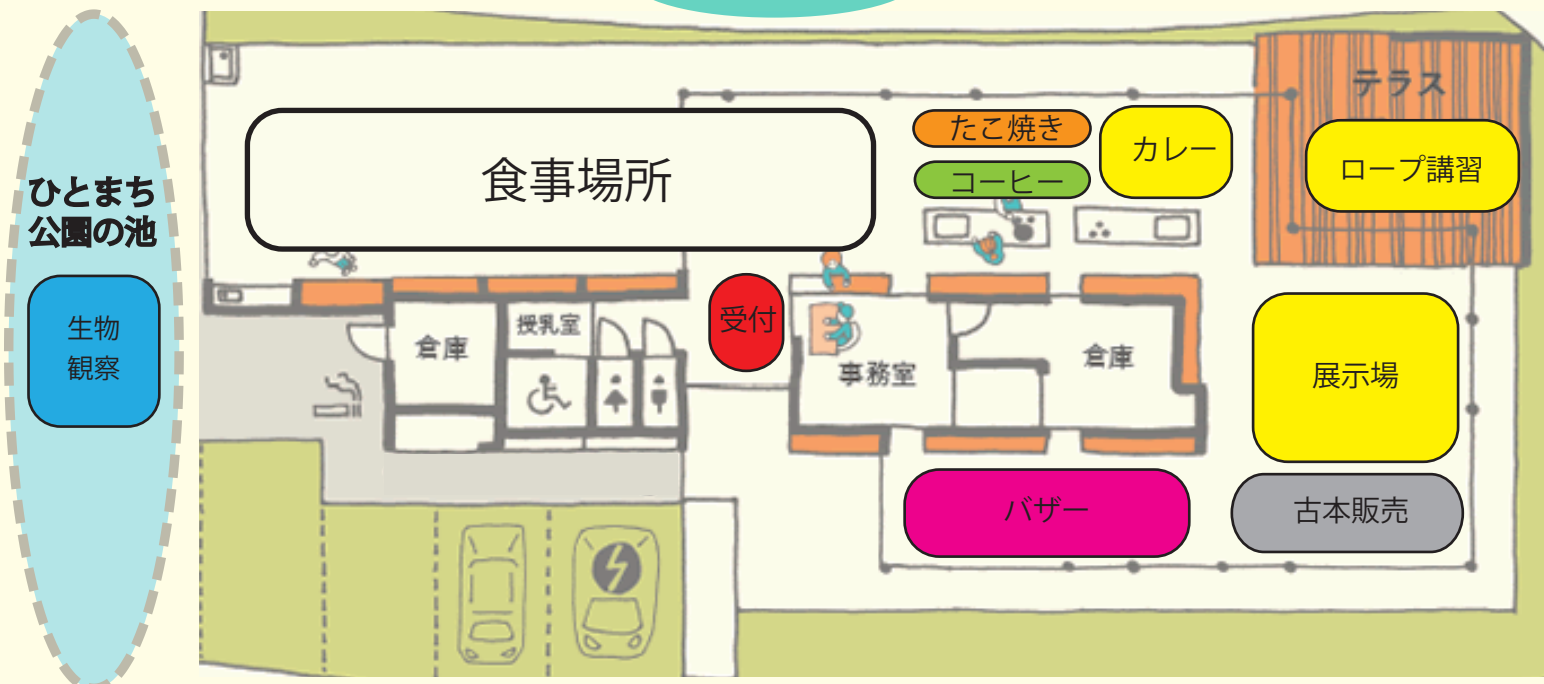 ひとまち
公園の池
生物
観察
食事場所
たこ焼き
コーヒー
カレー
テラス
ロープ講習
受付
倉庫
授乳室
事務室
倉庫
展示場
バザー
古本販売